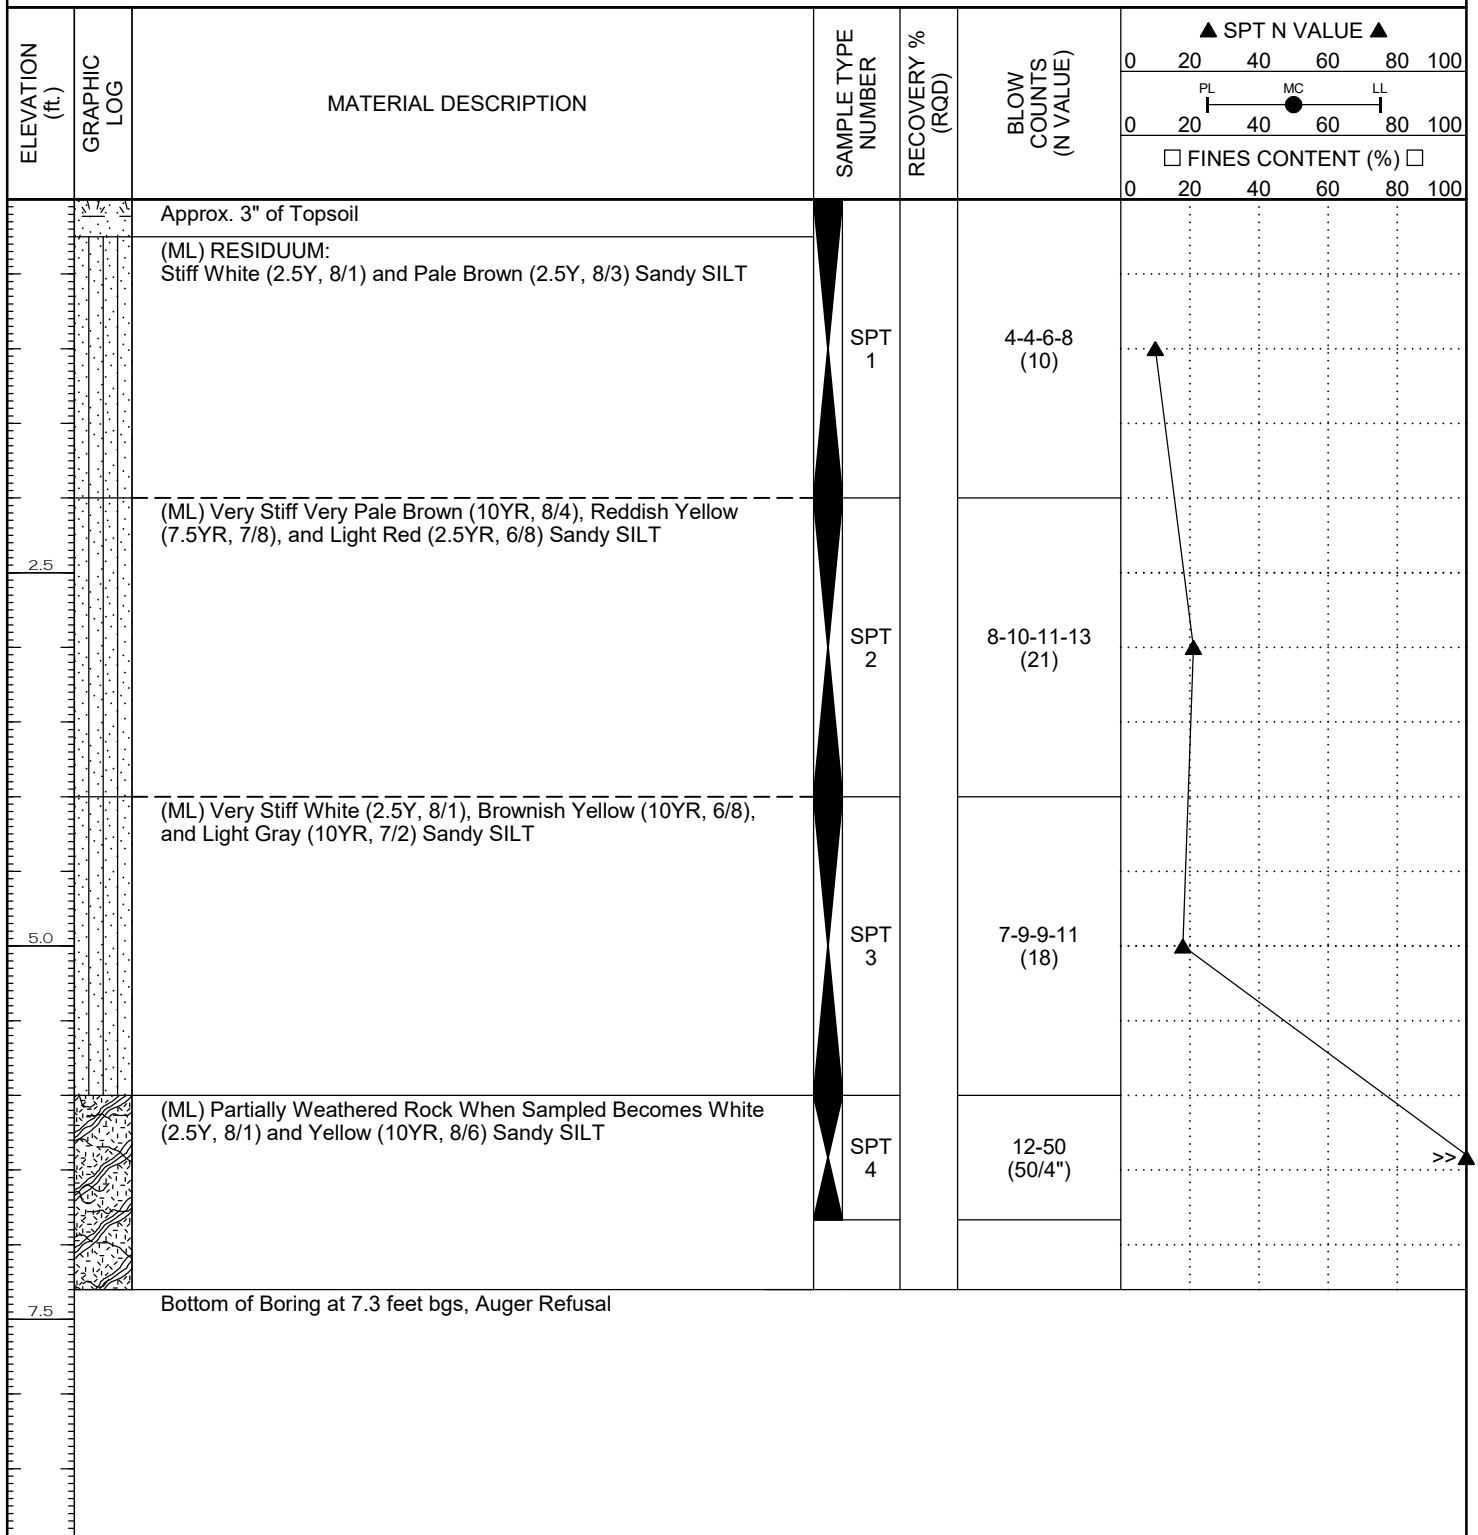 ELEVATION
(ft.)
GRAPHIC
LOG
MATERIAL DESCRIPTION
SAMPLE TYPE
NUMBER
RECOVERY %
(RQD)
BLOW
COUNTS
(N VALUE)
▲ SPT N VALUE ▲
0 20 40 60 80 100
PL MC LL
0 20 40 60 80 100
□ FINES CONTENT (%) □
0 20 40 60 80 100
Approx. 3" of Topsoil
(ML) RESIDUUM:
Stiff White (2.5Y, 8/1) and Pale Brown (2.5Y, 8/3) Sandy SILT
SPT
1
4-4-6-8
(10)
(ML) Very Stiff Very Pale Brown (10YR, 8/4), Reddish Yellow
(7.5YR, 7/8), and Light Red (2.5YR, 6/8) Sandy SILT
2.5
SPT
2
8-10-11-13
(21)
(ML) Very Stiff White (2.5Y, 8/1), Brownish Yellow (10YR, 6/8),
and Light Gray (10YR, 7/2) Sandy SILT
5.0
SPT
3
7-9-9-11
(18)
(ML) Partially Weathered Rock When Sampled Becomes White
(2.5Y, 8/1) and Yellow (10YR, 8/6) Sandy SILT
SPT
4
12-50
(50/4")
>>
Bottom of Boring at 7.3 feet bgs, Auger Refusal
7.5